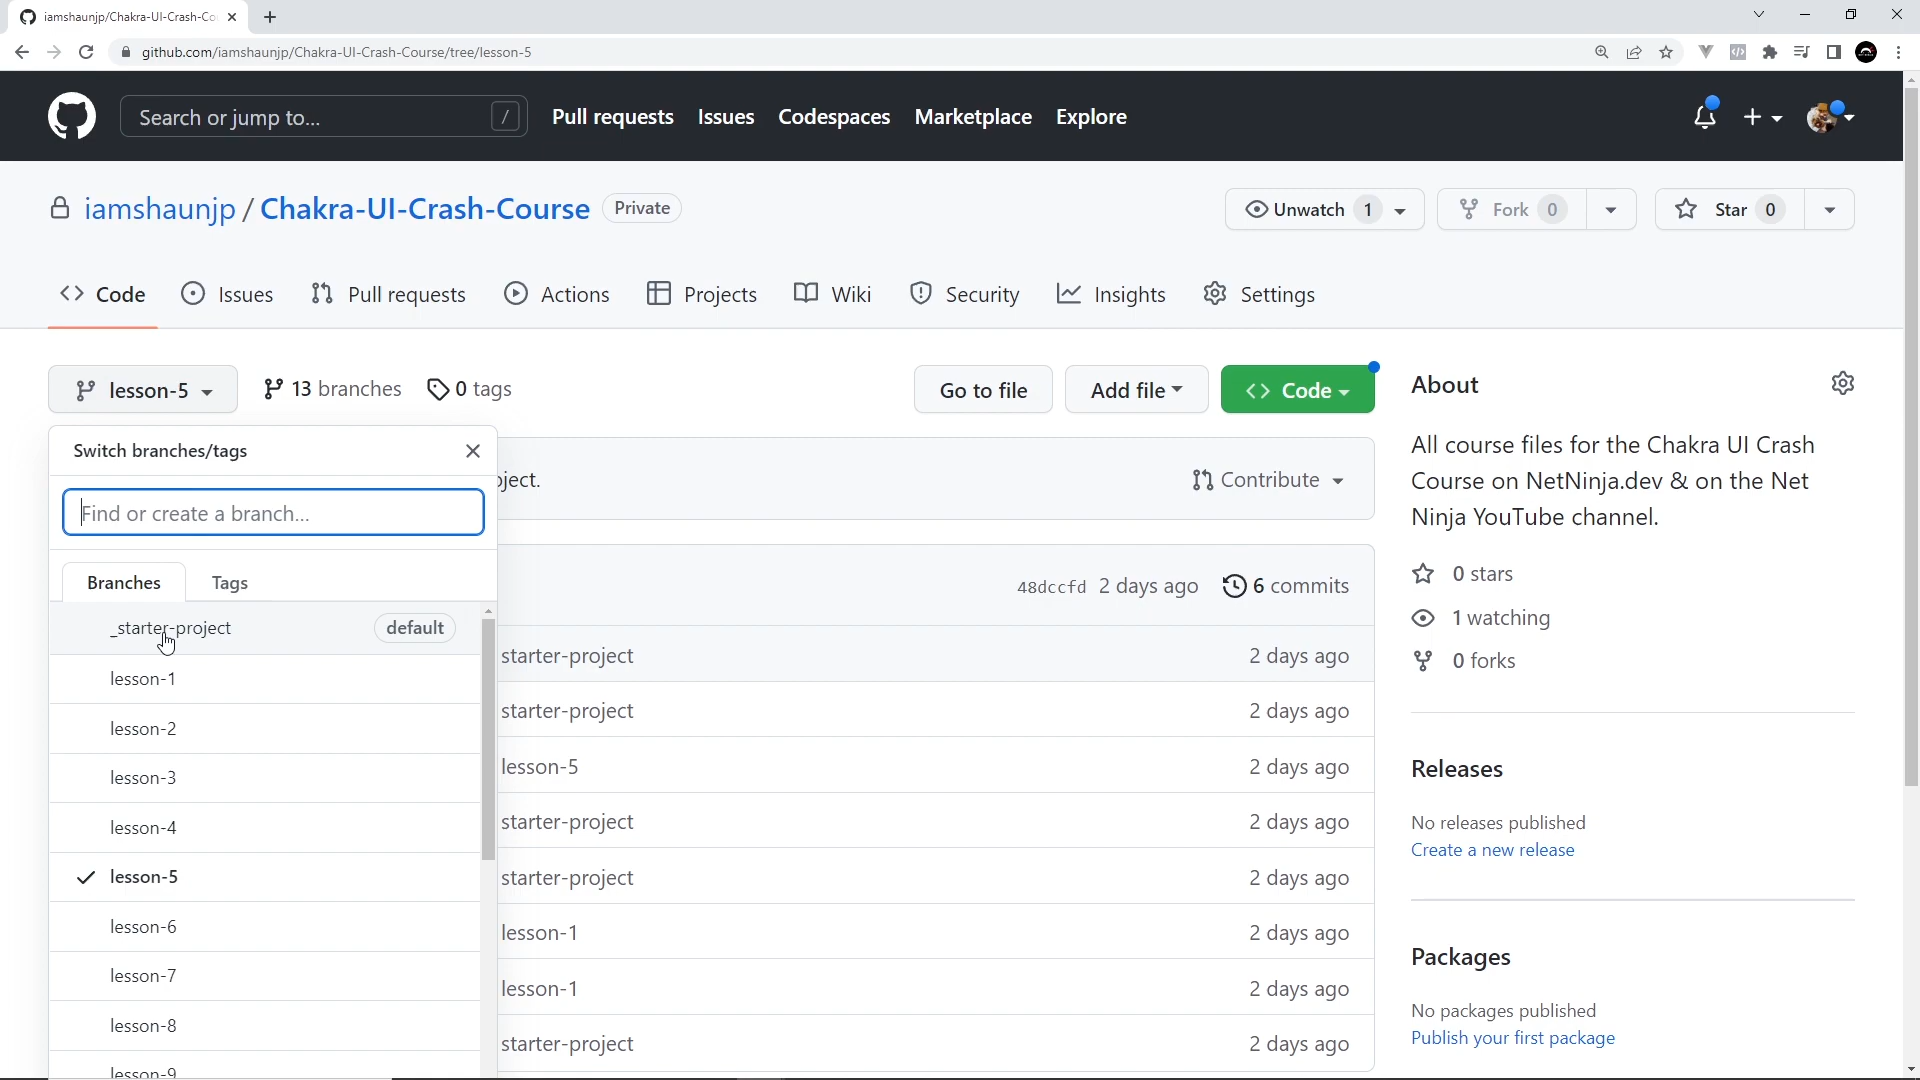 iamshaunjp/Chakra-UI-Crash-Co
github.com/iamshaunjp/Chakra-UI-Crash-Course/tree/lesson-5
Search or jump to...
/
Pull requests
Issues
Codespaces
Marketplace
Explore
iamshaunjp / Chakra-UI-Crash-Course
Private
Unwatch 1
Fork 0
Star 0
Code
Issues
Pull requests
Actions
Projects
Wiki
Security
Insights
Settings
lesson-5
13 branches
0 tags
Go to file
Add file
Code
Switch branches/tags
Find or create a branch...
Branches
Tags
_starter-project
default
lesson-1
lesson-2
lesson-3
lesson-4
lesson-5
lesson-6
lesson-7
lesson-8
lesson-9
ject.
Contribute
48dccfd 2 days ago
6 commits
starter-project 2 days ago
starter-project 2 days ago
lesson-5 2 days ago
starter-project 2 days ago
starter-project 2 days ago
lesson-1 2 days ago
lesson-1 2 days ago
starter-project 2 days ago
About
All course files for the Chakra UI Crash
Course on NetNinja.dev & on the Net
Ninja YouTube channel.
0 stars
1 watching
0 forks
Releases
No releases published
Create a new release
Packages
No packages published
Publish your first package